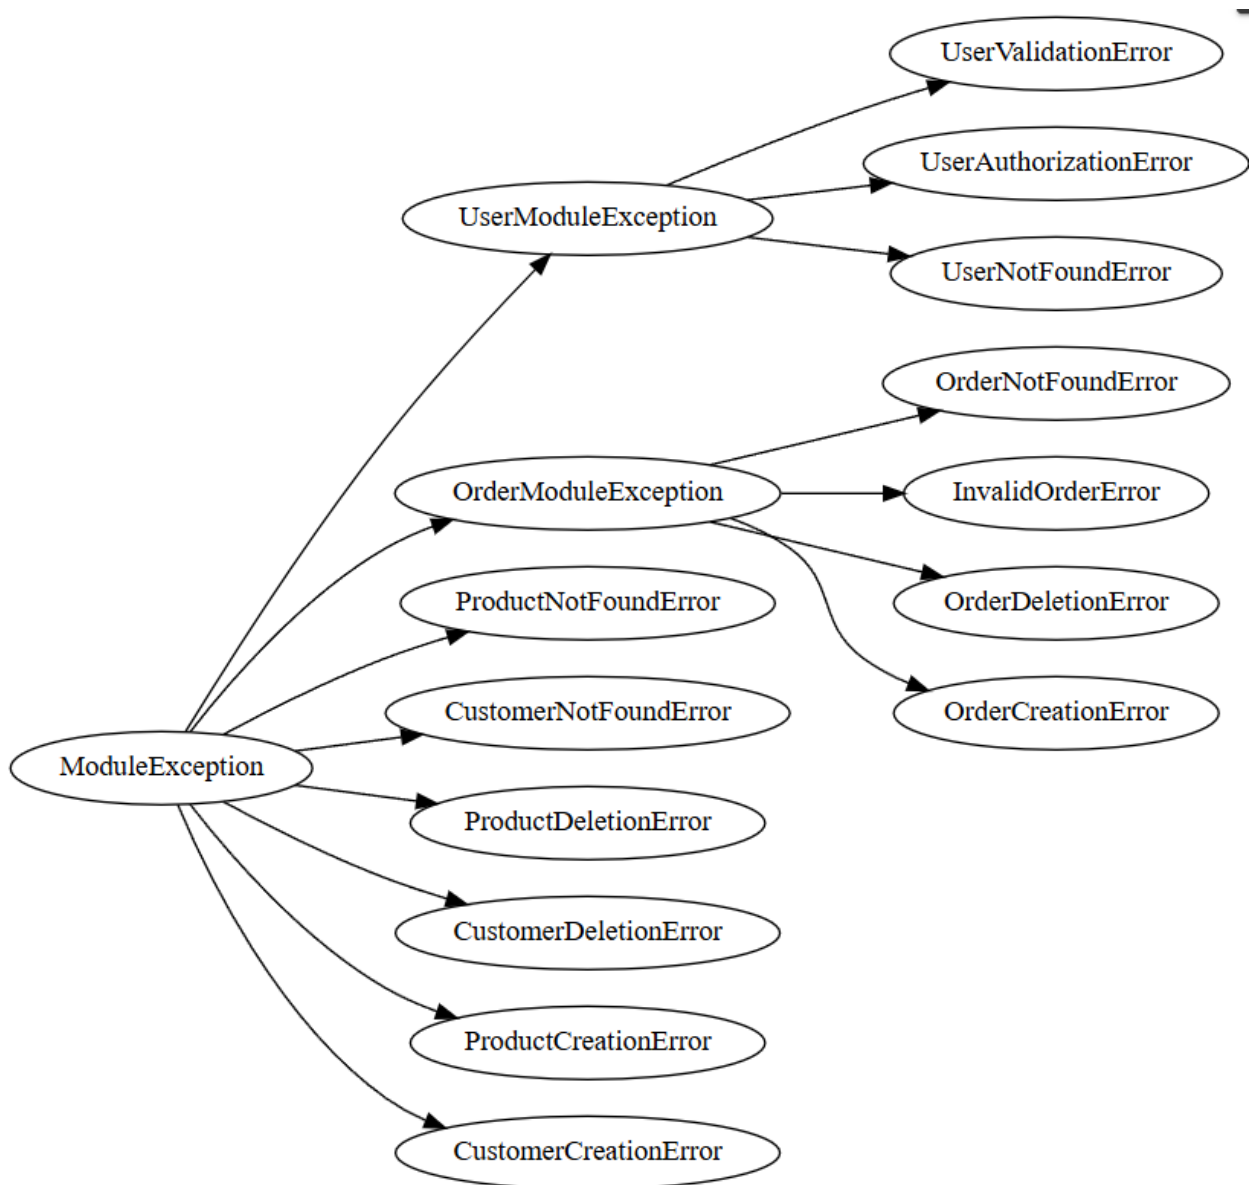 UserValidationError
UserAuthorizationError
UserModuleException
UserNotFoundError
OrderNotFoundError
OrderModuleException
InvalidOrderError
ProductNotFoundError
OrderDeletionError
CustomerNotFoundError
OrderCreationError
ModuleException
ProductDeletionError
CustomerDeletionError
ProductCreationError
CustomerCreationError